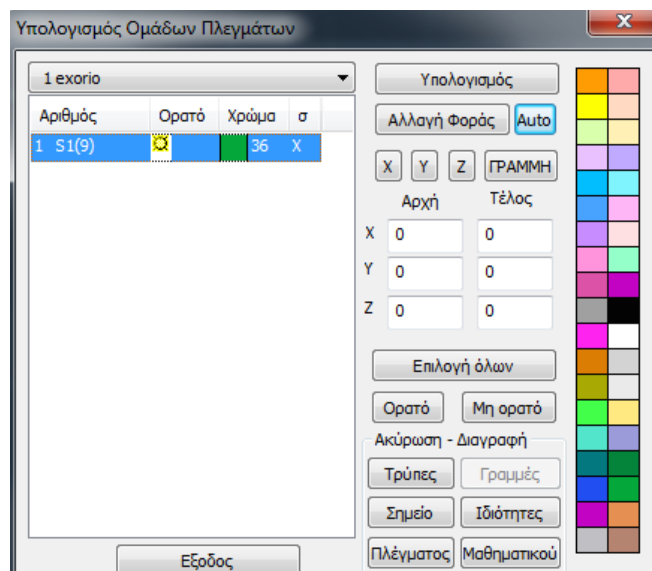 Υπολογισμός Ομάδων Πλεγμάτων
X
1 exorio
Αριθμός Ορατό Χρώμα σ
1 S1(9) 36 X
Υπολογισμός
Αλλαγή Φοράς Auto
X Y Z ΓΡΑΜΜΗ
Αρχή Τέλος
X 0 0
Y 0 0
Z 0 0
Επιλογή όλων
Ορατό Μη ορατό
Ακύρωση - Διαγραφή
Τρύπες Γραμμές
Σημείο Ιδιότητες
Πλέγματος Μαθηματικού
Εξοδος